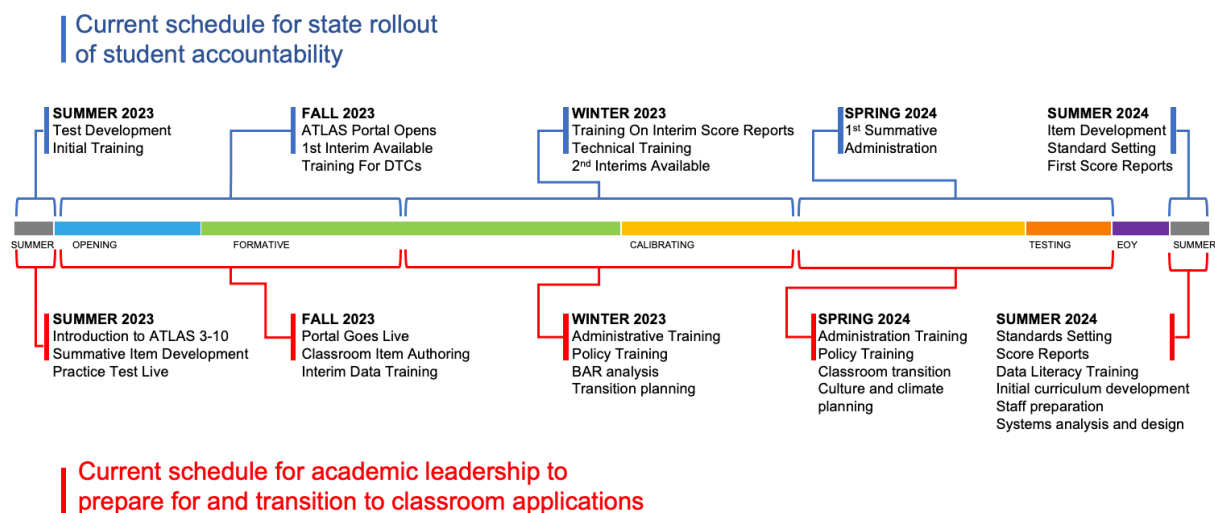 Current schedule for state rollout
of student accountability
SUMMER 2023
Test Development
Initial Training
FALL 2023
ATLAS Portal Opens
1st Interim Available
Training For DTCs
WINTER 2023
Training On Interim Score Reports
Technical Training
2nd Interims Available
SPRING 2024
1st Summative
Administration
SUMMER 2024
Item Development
Standard Setting
First Score Reports
SUMMER
OPENING
FORMATIVE
CALIBRATING
TESTING
EOY
SUMMER
SUMMER 2023
Introduction to ATLAS 3-10
Summative Item Development
Practice Test Live
FALL 2023
Portal Goes Live
Classroom Item Authoring
Interim Data Training
WINTER 2023
Administrative Training
Policy Training
BAR analysis
Transition planning
SPRING 2024
Administration Training
Policy Training
Classroom transition
Culture and climate
planning
SUMMER 2024
Standards Setting
Score Reports
Data Literacy Training
Initial curriculum development
Staff preparation
Systems analysis and design
Current schedule for academic leadership to
prepare for and transition to classroom applications